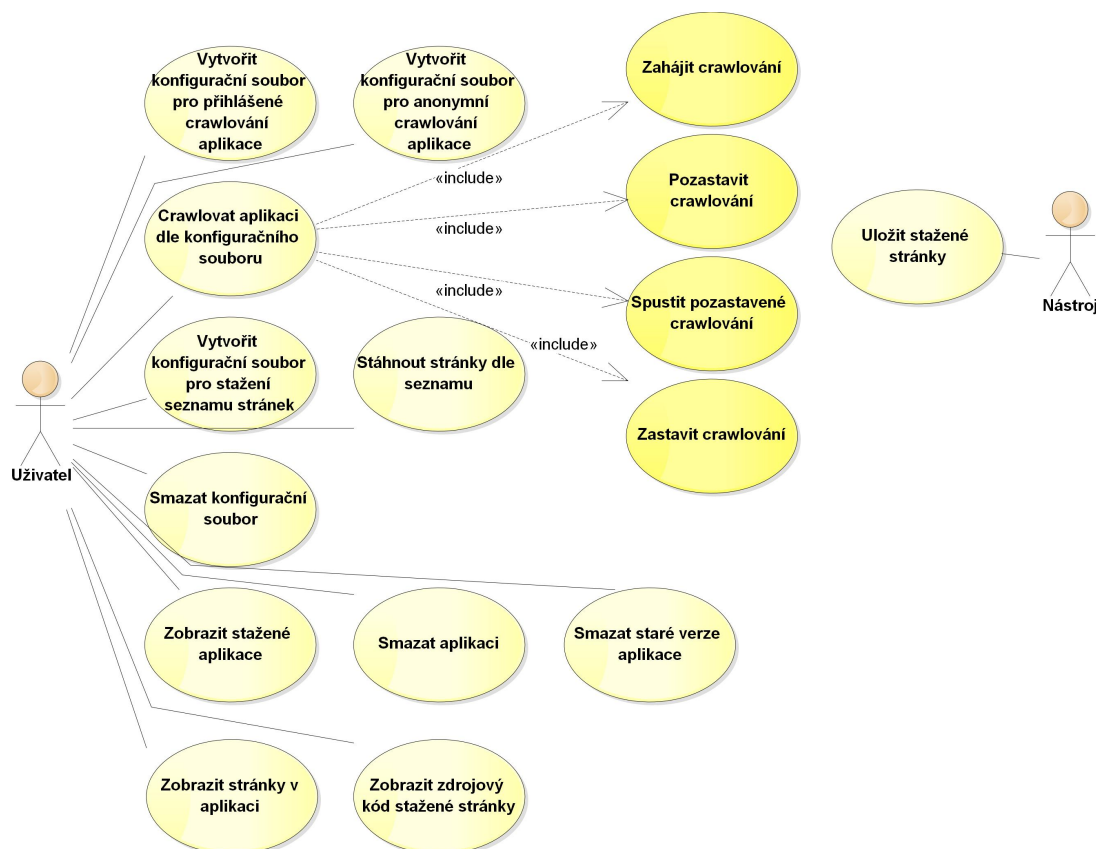 Vytvořit
konfigurační soubor
pro přihlášené
crawlování
aplikace
Vytvořit
konfigurační soubor
pro anonymní
crawlování
aplikace
Zahájit crawlování
«include»
Pozastavit
crawlování
Crawlovat aplikaci
dle konfiguračního
souboru
«include»
Uložit stažené
stránky
Nástroj
«include»
Spustit pozastavené
crawlování
Vytvořit
konfigurační soubor
pro stažení
seznamu stránek
Stáhnout stránky dle
seznamu
«include»
Zastavit crawlování
Uživatel
Smazat konfigurační
soubor
Zobrazit stažené
aplikace
Smazat aplikaci
Smazat staré verze
aplikace
Zobrazit stránky v
aplikaci
Zobrazit zdrojový
kód stažené stránky